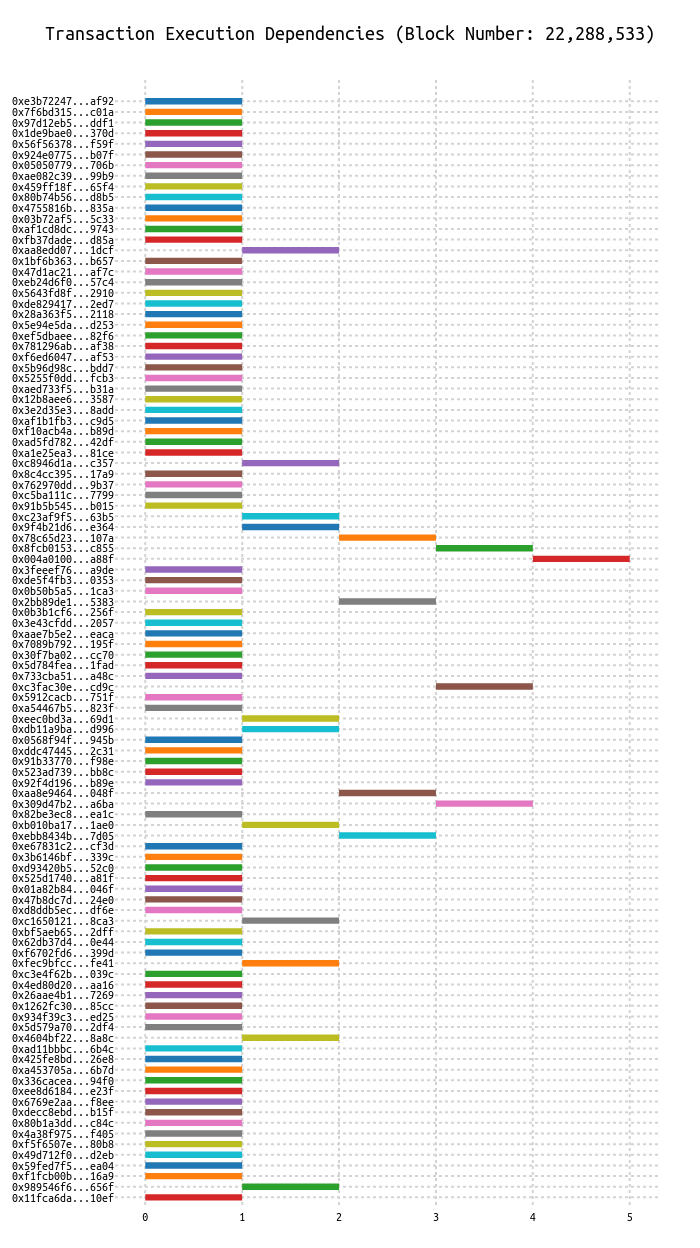 Transaction Execution Dependencies (Block Number: 22,288,533)
0xe3b72247...af92
0x7f6bd315...c01a
0x97d12eb5...ddf1
0x1de9bae0...370d
0x56f56378...f59f
0x924e0775...b07f
0x05050779...706b
0xae082c39...99b9
0x459ff18f...65f4
0x80b74b56...d8b5
0x4755816b...835a
0x03b72af5...5c33
0xaf1cd8dc...9743
0xfb37dade...d85a
0xaa8edd07...1dcf
0x1bf6b363...b657
0x47d1ac21...af7c
0xeb24d6f0...57c4
0x5643fd8f...2910
0xde829417...2ed7
0x28a363f5...2118
0x5e94e5da...d253
0xef5dbaee...82f6
0x781296ab...af38
0xf6ed6047...af53
0x5b96d98c...bdd7
0x5255f0dd...fcb3
0xaed733f5...b31a
0x12b8aee6...3587
0x3e2d35e3...8add
0xaf1b1fb3...c9d5
0xf10acb4a...b89d
0xad5fd782...42df
0xa1e25ea3...81ce
0xc8946d1a...c357
0x8c4cc395...17a9
0x762970dd...9b37
0xc5ba111c...7799
0x91b5b545...b015
0xc23af9f5...63b5
0x9f4b21d6...e364
0x78c65d23...107a
0x8fcb0153...c855
0x004a0100...a88f
0x3feeef76...a9de
0xde5f4fb3...0353
0x0b50b5a5...1ca3
0x2bb89de1...5383
0x0b3b1cf6...256f
0x3e43cfdd...2057
0xaae7b5e2...eaca
0x7089b792...195f
0x30f7ba02...cc70
0x5d784fea...1fad
0x733cba51...a48c
0xc3fac30e...cd9c
0x5912cacb...751f
0xa54467b5...823f
0xeec0bd3a...69d1
0xdb11a9ba...d996
0x0568f94f...945b
0xddc47445...2c31
0x91b33770...f98e
0x523ad739...bb8c
0x92f4d196...b89e
0xaa8e9464...048f
0x309d47b2...a6ba
0x82be3ec8...ea1c
0xb010ba17...1ae0
0xebb8434b...7d05
0xe67831c2...cf3d
0x3b6146bf...339c
0xd93420b5...52c0
0x525d1740...a81f
0x01a82b84...046f
0x47b8dc7d...24e0
0xd8ddb5ec...df6e
0xc1650121...8ca3
0xbf5aeb65...2dff
0x62db37d4...0e44
0xf6702fd6...399d
0xfec9bfcc...fe41
0xc3e4f62b...039c
0x4ed80d20...aa16
0x26aae4b1...7269
0x1262fc30...85cc
0x934f39c3...ed25
0x5d579a70...2df4
0x4604bf22...8a8c
0xad11bbbc...6b4c
0x425fe8bd...26e8
0xa453705a...6b7d
0x336cacea...94f0
0xee8d6184...e23f
0x6769e2aa...f8ee
0xdecc8ebd...b15f
0x80b1a3dd...c84c
0x4a38f975...f405
0xf5f6507e...80b8
0x49d712f0...d2eb
0x59fed7f5...ea04
0xf1fcb00b...16a9
0x989546f6...656f
0x11fca6da...10ef
0 1 2 3 4 5